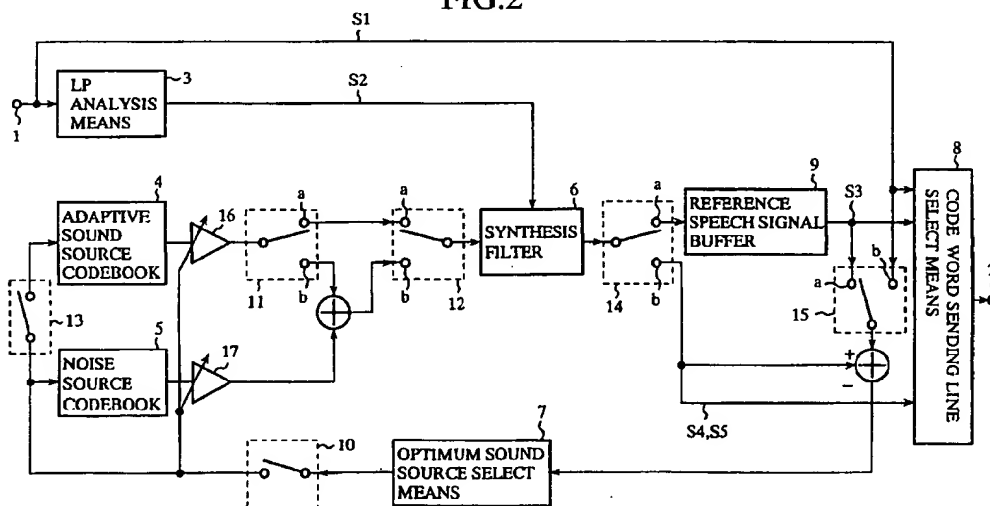 FIG.2
S1
LP
ANALYSIS
MEANS
3
S2
1
4
ADAPTIVE
SOUND
SOURCE
CODEBOOK
16
a
b
11
a
b
12
6
SYNTHESIS
FILTER
a
b
14
9
REFERENCE
SPEECH SIGNAL
BUFFER
S3
8
CODE WORD SENDING LINE
SELECT MEANS
2
a
b
15
+
−
13
5
NOISE
SOURCE
CODEBOOK
17
S4,S5
10
7
OPTIMUM SOUND
SOURCE SELECT
MEANS